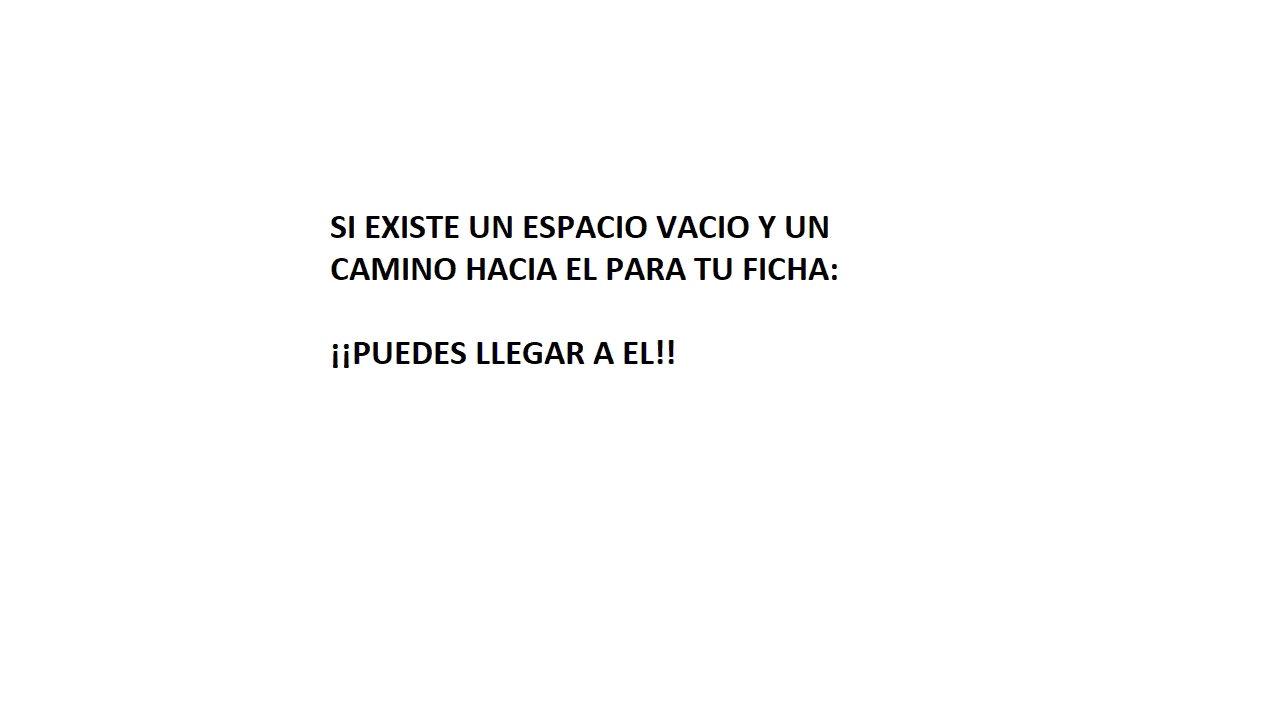 SI EXISTE UN ESPACIO VACIO Y UN
CAMINO HACIA EL PARA TU FICHA:
¡¡PUEDES LLEGAR A EL!!